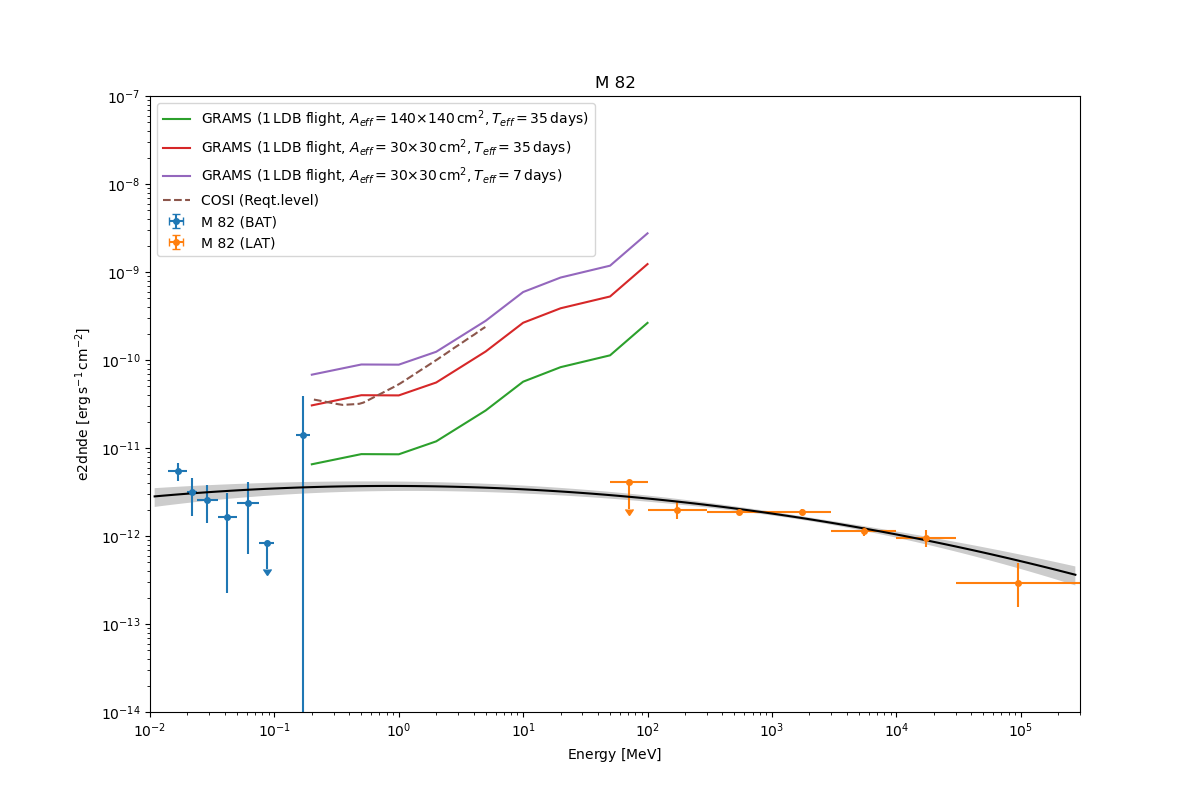 M 82
10⁻⁷
10⁻⁸
10⁻⁹
10⁻¹⁰
10⁻¹¹
10⁻¹²
10⁻¹³
10⁻¹⁴
e2dnde [erg s⁻¹ cm⁻²]
GRAMS (1 LDB flight, A_eff = 140×140 cm², T_eff = 35 days)
GRAMS (1 LDB flight, A_eff = 30×30 cm², T_eff = 35 days)
GRAMS (1 LDB flight, A_eff = 30×30 cm², T_eff = 7 days)
COSI (Reqt.level)
M 82 (BAT)
M 82 (LAT)
10⁻² 10⁻¹ 10⁰ 10¹ 10² 10³ 10⁴ 10⁵
Energy [MeV]